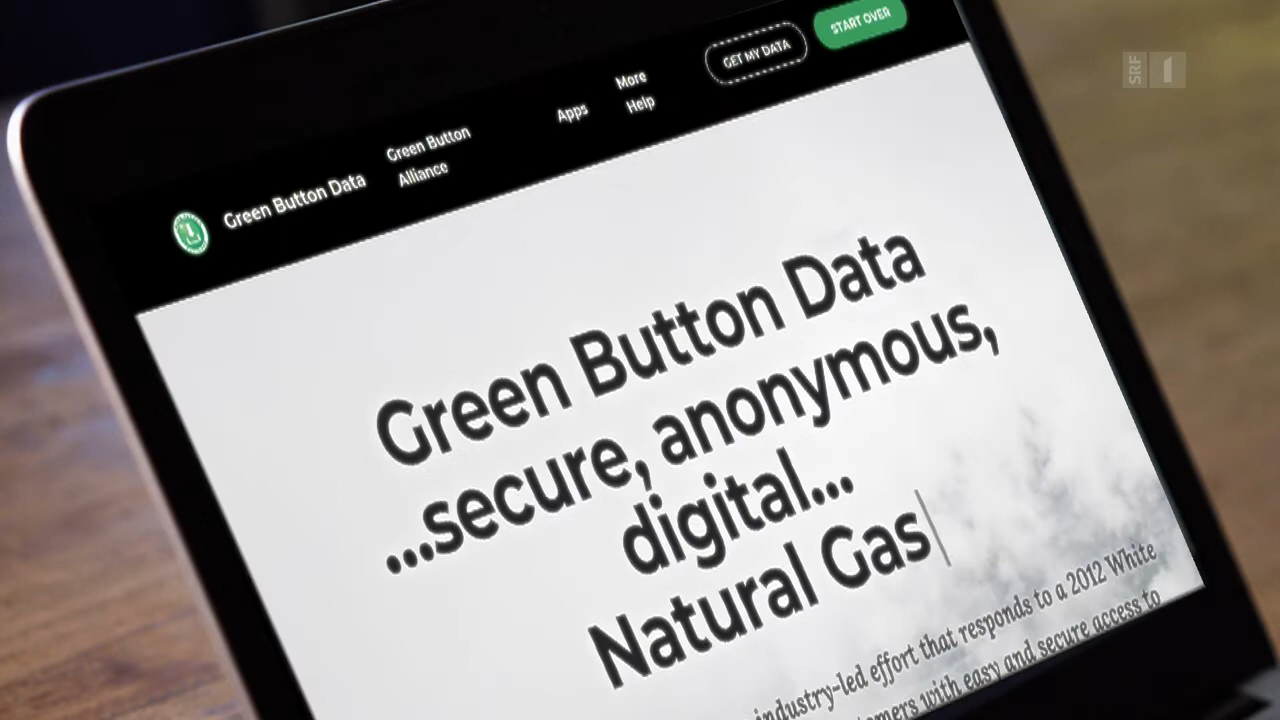 SRF 1
START OVER
GET MY DATA
More
Help
Apps
Green Button
Alliance
Green Button Data
Green Button Data
...secure, anonymous,
digital...
Natural Gas
industry-led effort that responds to a 2012 White
with easy and secure access to